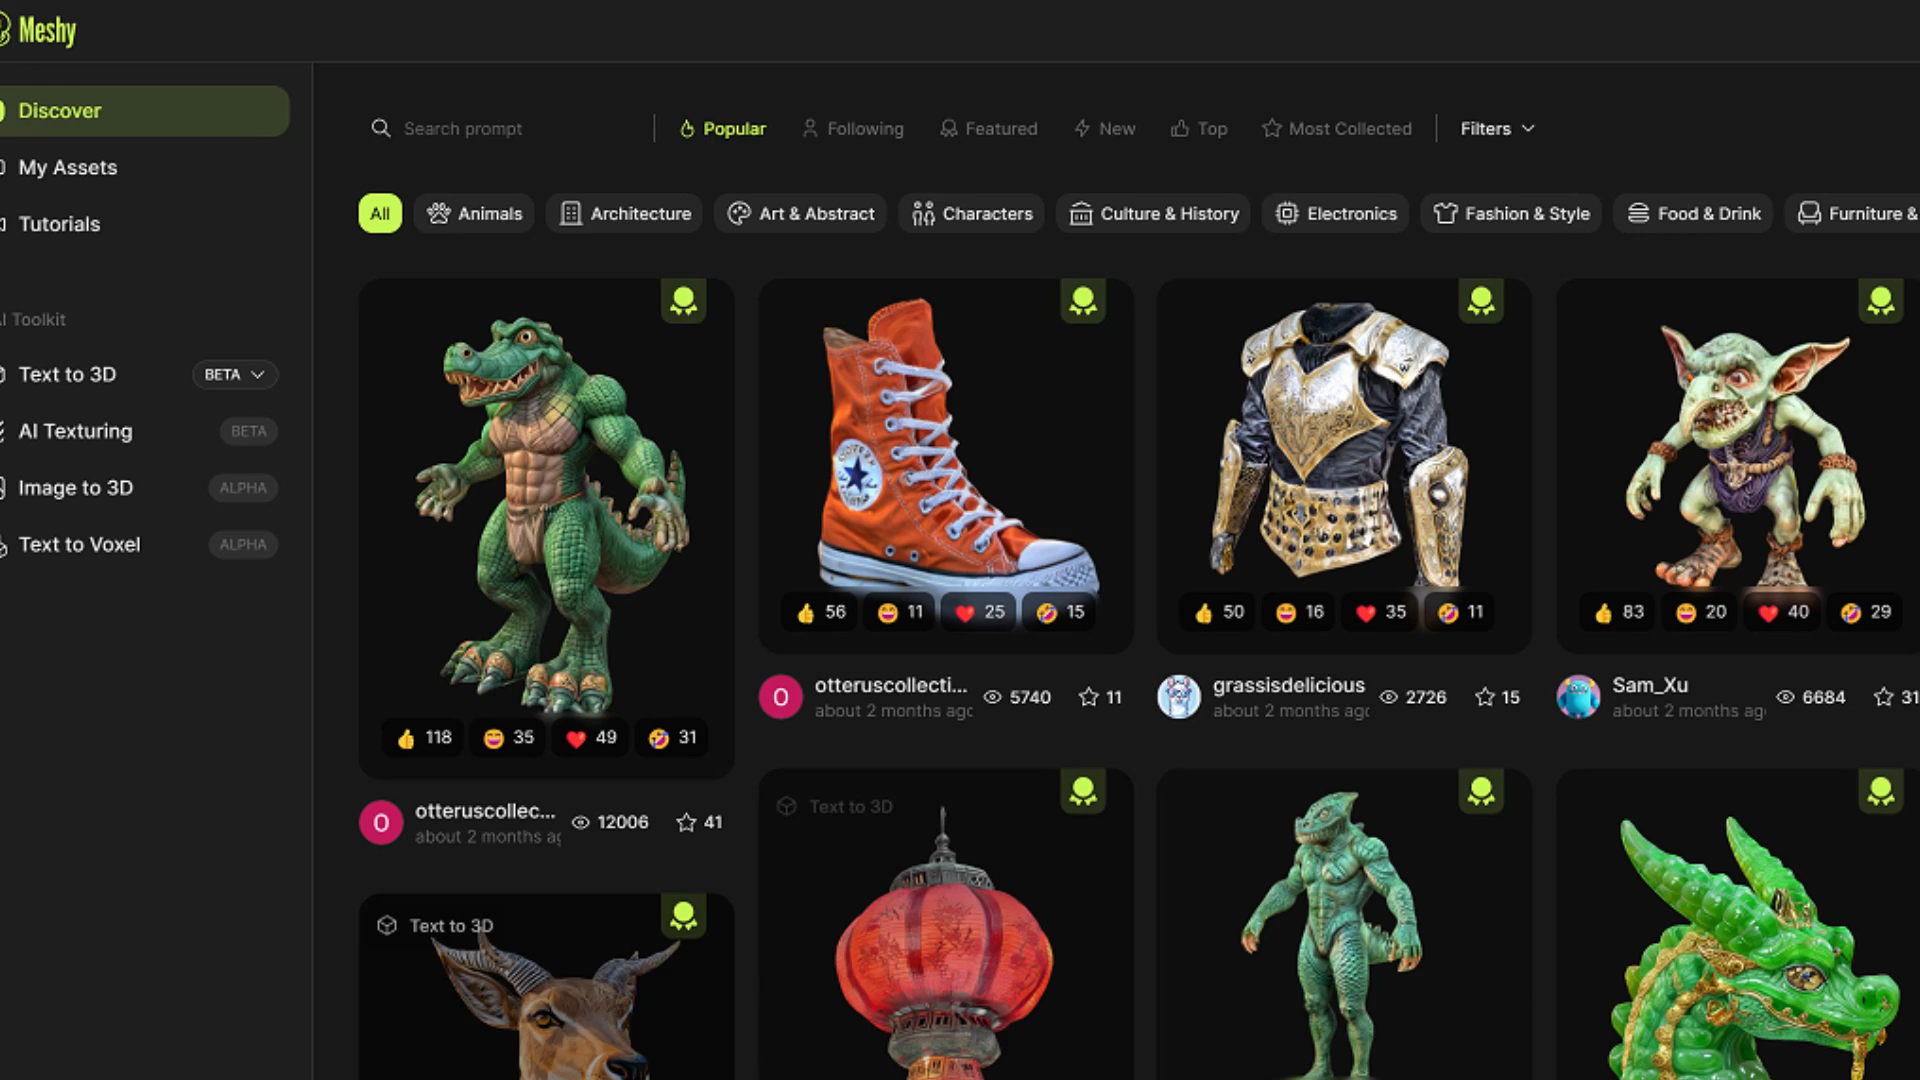 Meshy
Discover
My Assets
Tutorials
AI Toolkit
Text to 3D BETA
AI Texturing BETA
Image to 3D ALPHA
Text to Voxel ALPHA
Search prompt Popular Following Featured New Top Most Collected Filters
All Animals Architecture Art & Abstract Characters Culture & History Electronics Fashion & Style Food & Drink Furniture &
118 35 49 31
otteruscollec... 12006 41
about 2 months ag
56 11 25 15
otteruscollecti... 5740 11
about 2 months ago
50 16 35 11
grassisdelicious 2726 15
about 2 months ago
83 20 40 29
Sam_Xu 6684 31
about 2 months ag
Text to 3D
Text to 3D